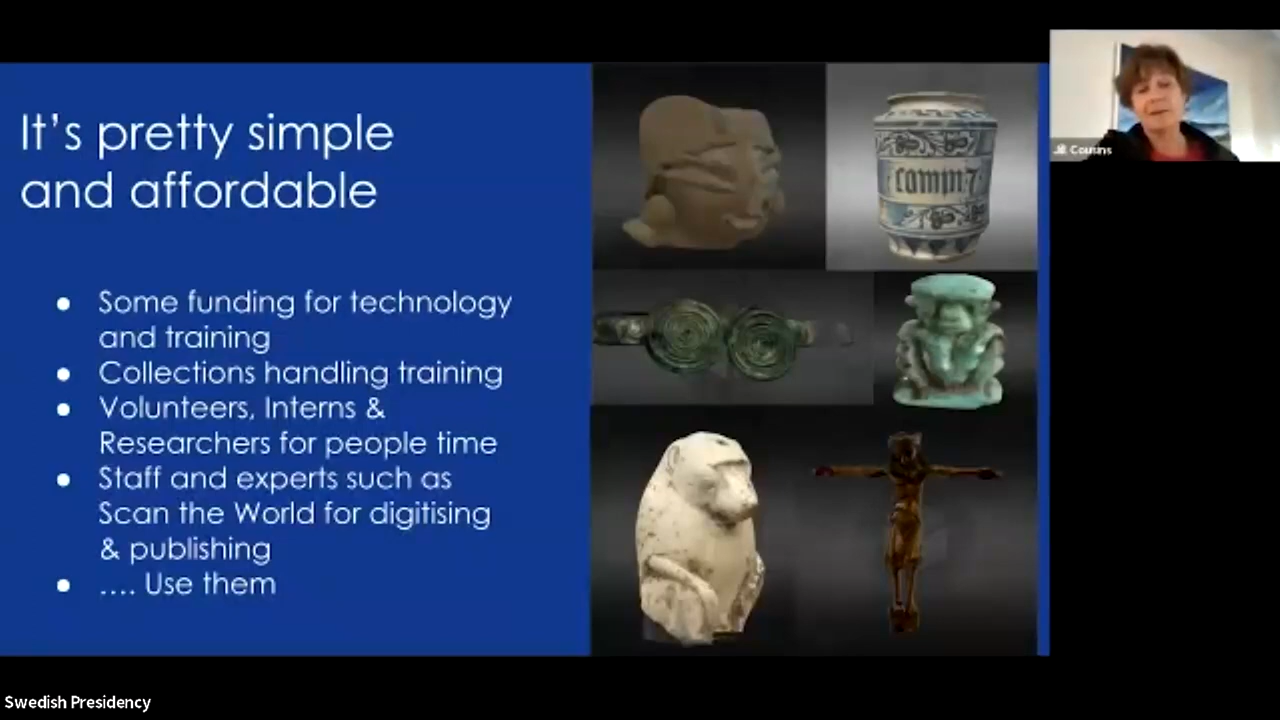 It's pretty simple
and affordable
● Some funding for technology
and training
● Collections handling training
● Volunteers, Interns &
Researchers for people time
● Staff and experts such as
Scan the World for digitising
& publishing
● .... Use them
Cousins
Swedish Presidency